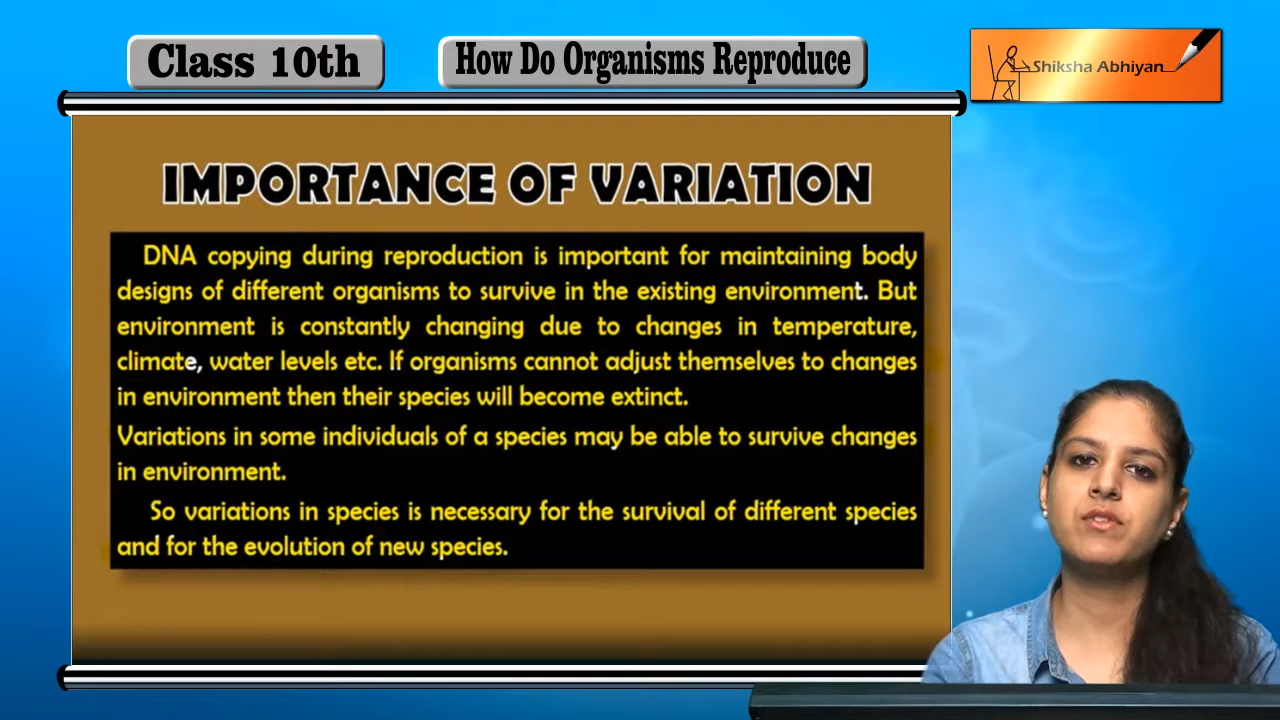 Class 10th
How Do Organisms Reproduce
Shiksha Abhiyan
IMPORTANCE OF VARIATION
DNA copying during reproduction is important for maintaining body
designs of different organisms to survive in the existing environment. But
environment is constantly changing due to changes in temperature,
climate, water levels etc. If organisms cannot adjust themselves to changes
in environment then their species will become extinct.
Variations in some individuals of a species may be able to survive changes
in environment.
So variations in species is necessary for the survival of different species
and for the evolution of new species.